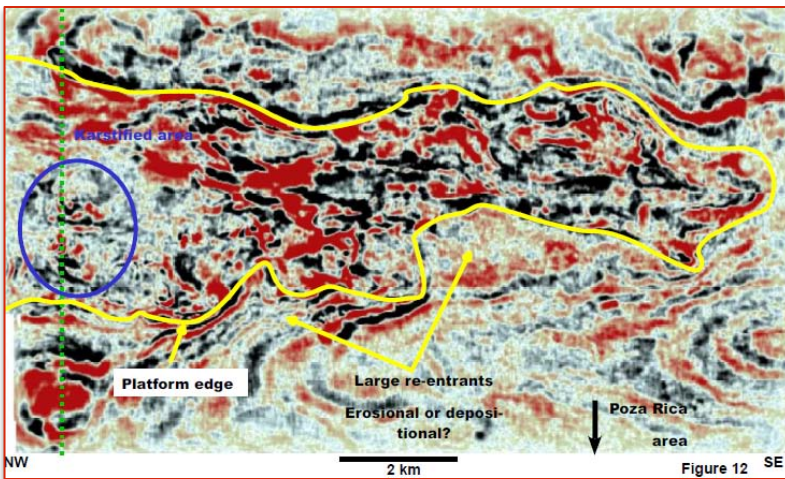 Karstified area
Platform edge
Large re-entrants
Erosional or deposi-
tional?
Poza Rica
area
NW
2 km
Figure 12
SE